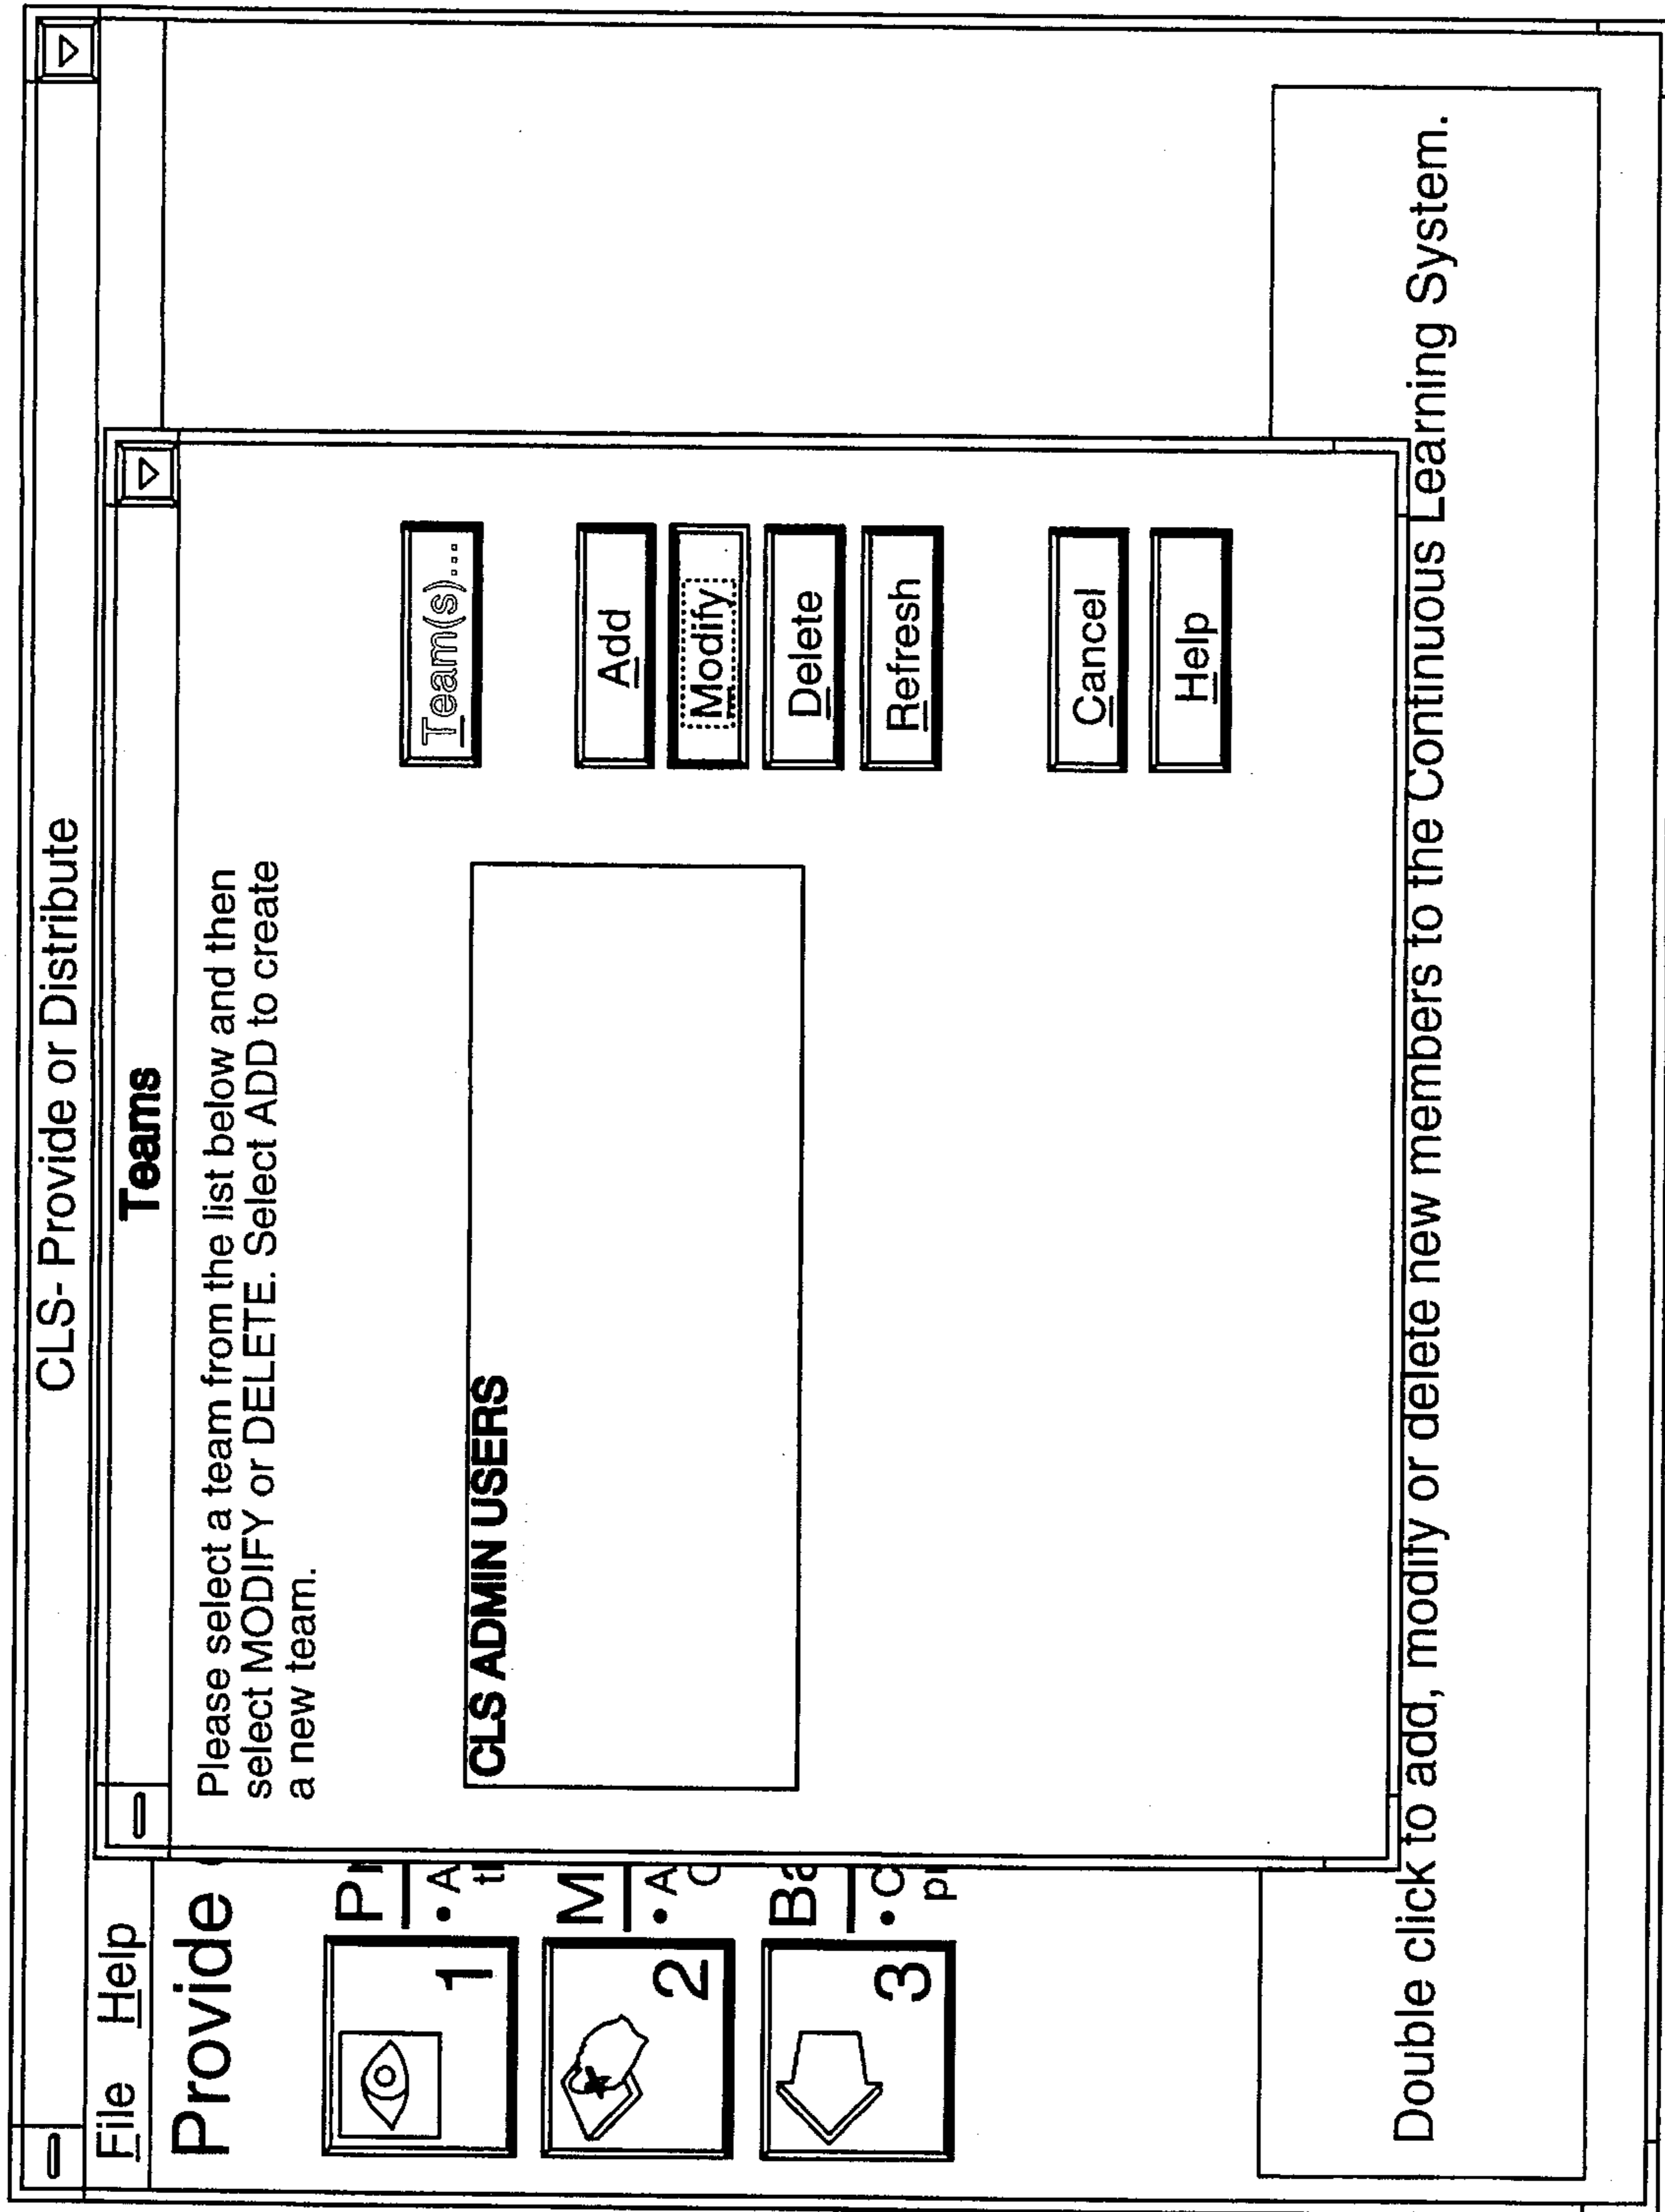 CLS- Provide or Distribute
File Help
Provide
Teams
Please select a team from the list below and then
select MODIFY or DELETE. Select ADD to create
a new team.
Team(s)...
CLS ADMIN USERS
Add
Modify
Delete
Refresh
Cancel
Help
1
2
3
Double click to add, modify or delete new members to the Continuous Learning System.